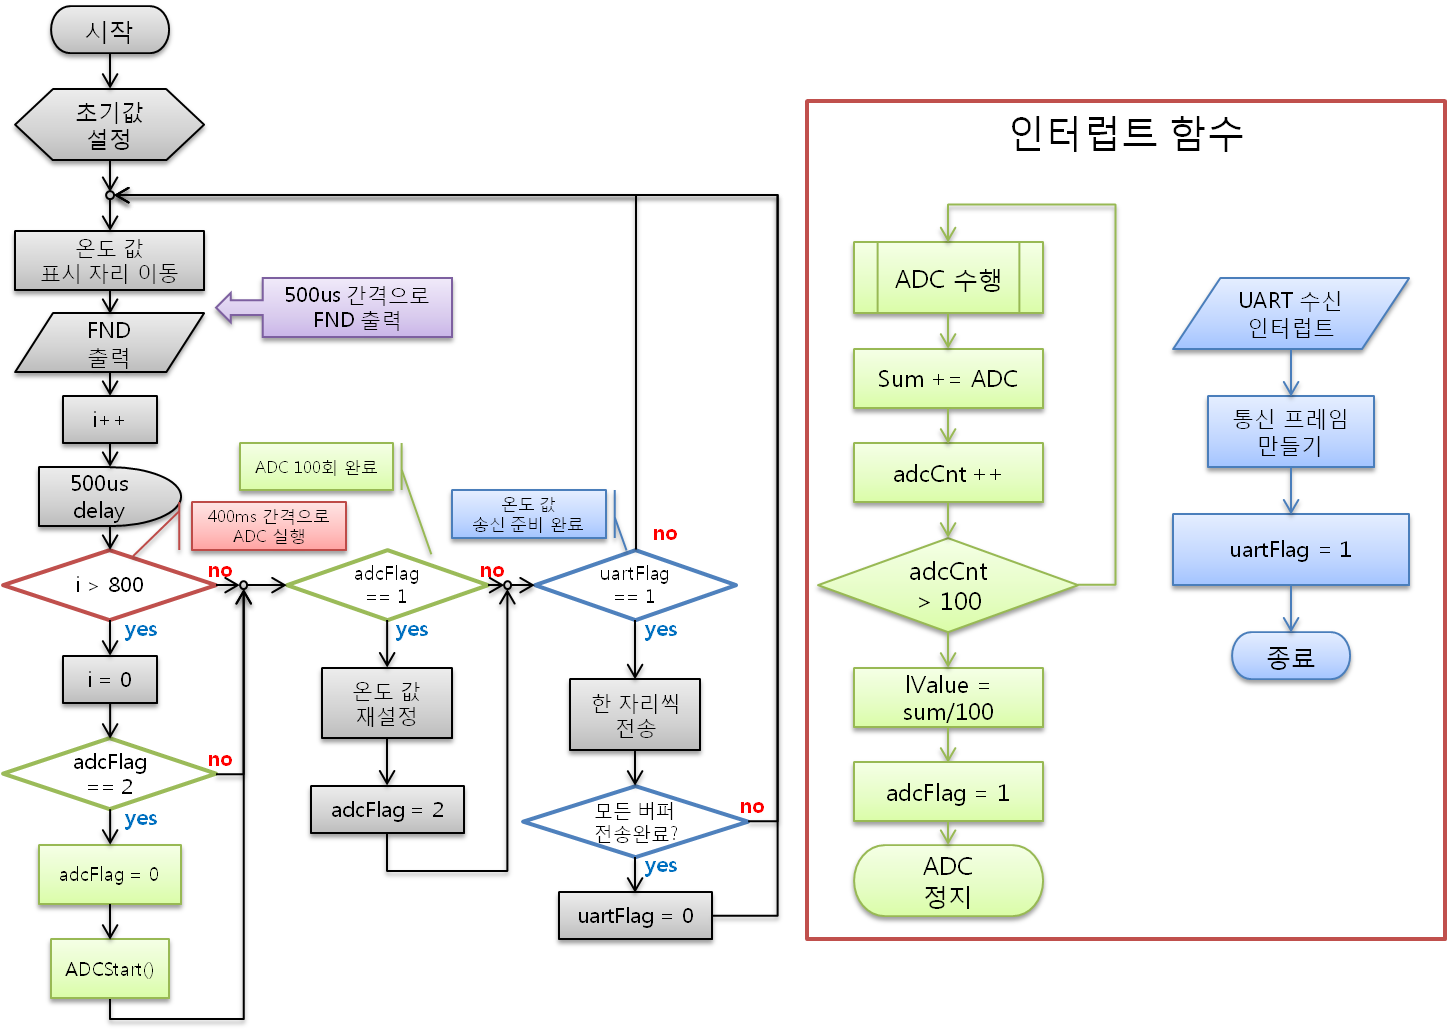 시작
초기값
설정
온도 값
표시 자리 이동
500us 간격으로
FND 출력
FND
출력
i++
500us
delay
400ms 간격으로
ADC 실행
ADC 100회 완료
온도 값
송신 준비 완료
i > 800
no
yes
adcFlag
== 1
no
yes
uartFlag
== 1
no
yes
i = 0
adcFlag
== 2
no
yes
adcFlag = 0
ADCStart()
온도 값
재설정
adcFlag = 2
한 자리씩
전송
모든 버퍼
전송완료?
no
yes
uartFlag = 0
인터럽트 함수
ADC 수행
Sum += ADC
adcCnt ++
adcCnt
> 100
lValue =
sum/100
adcFlag = 1
ADC
정지
UART 수신
인터럽트
통신 프레임
만들기
uartFlag = 1
종료